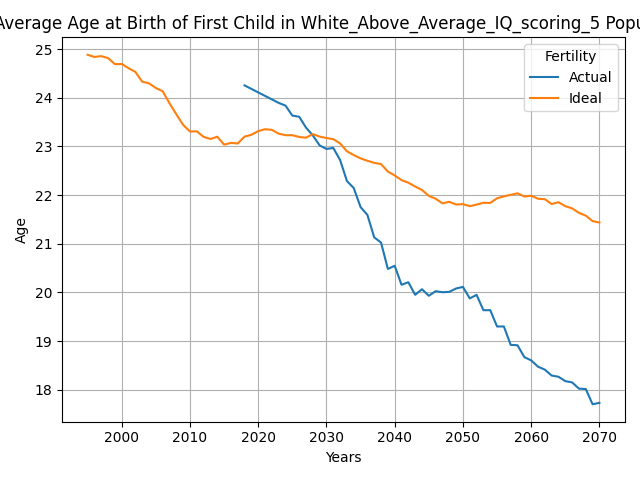 Average Age at Birth of First Child in White_Above_Average_IQ_scoring_5 Popu
Fertility
Actual
Ideal
25
24
23
22
21
20
19
18
Age
2000 2010 2020 2030 2040 2050 2060 2070
Years